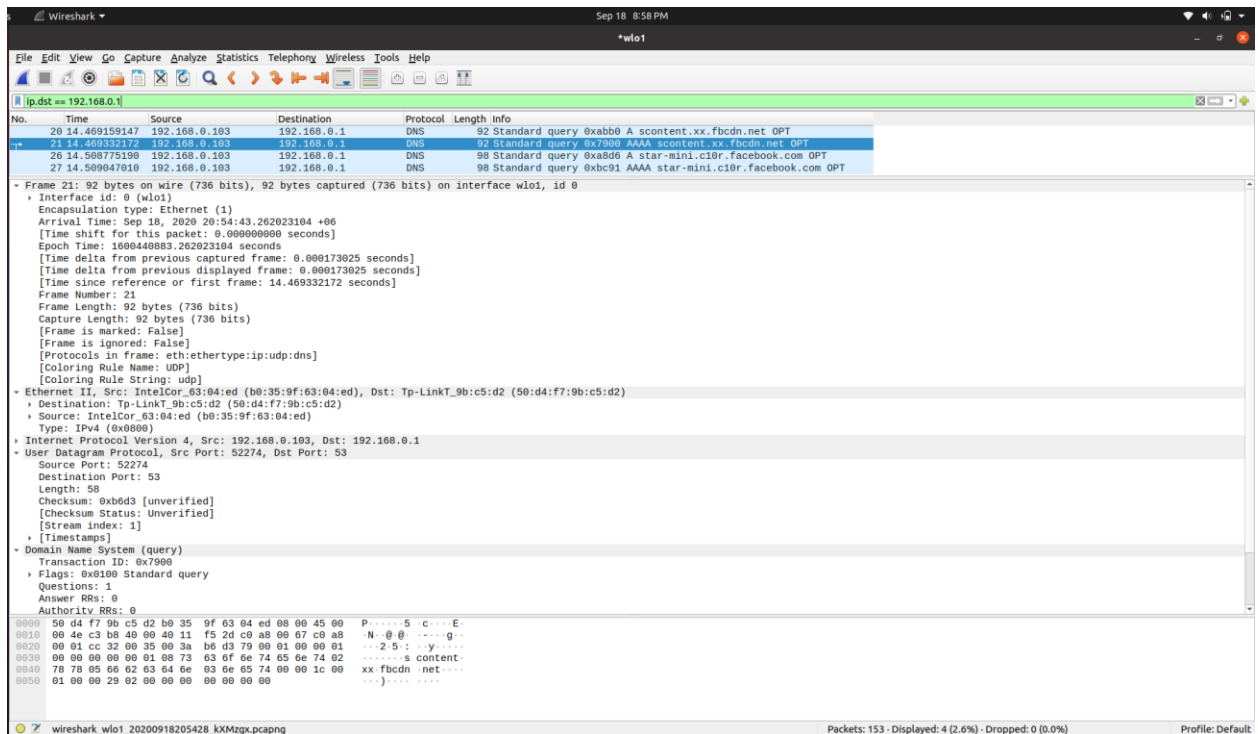 s Wireshark Sep 18 8:58 PM
*wlo1
File Edit View Go Capture Analyze Statistics Telephony Wireless Tools Help
ip.dst == 192.168.0.1
No. Time Source Destination Protocol Length Info
20 14.469159147 192.168.0.103 192.168.0.1 DNS 92 Standard query 0xabb0 A scontent.xx.fbcdn.net OPT
21 14.469332172 192.168.0.103 192.168.0.1 DNS 92 Standard query 0x7900 AAAA scontent.xx.fbcdn.net OPT
26 14.508775190 192.168.0.103 192.168.0.1 DNS 98 Standard query 0xa8d6 A star-mini.c10r.facebook.com OPT
27 14.509047010 192.168.0.103 192.168.0.1 DNS 98 Standard query 0xbc91 AAAA star-mini.c10r.facebook.com OPT
Frame 21: 92 bytes on wire (736 bits), 92 bytes captured (736 bits) on interface wlo1, id 0
Interface id: 0 (wlo1)
Encapsulation type: Ethernet (1)
Arrival Time: Sep 18, 2020 20:54:43.262023104 +06
[Time shift for this packet: 0.000000000 seconds]
Epoch Time: 1600440883.262023104 seconds
[Time delta from previous captured frame: 0.000173025 seconds]
[Time delta from previous displayed frame: 0.000173025 seconds]
[Time since reference or first frame: 14.469332172 seconds]
Frame Number: 21
Frame Length: 92 bytes (736 bits)
Capture Length: 92 bytes (736 bits)
[Frame is marked: False]
[Frame is ignored: False]
[Protocols in frame: eth:ethertype:ip:udp:dns]
[Coloring Rule Name: UDP]
[Coloring Rule String: udp]
Ethernet II, Src: IntelCor_63:04:ed (b0:35:9f:63:04:ed), Dst: Tp-LinkT_9b:c5:d2 (50:d4:f7:9b:c5:d2)
Destination: Tp-LinkT_9b:c5:d2 (50:d4:f7:9b:c5:d2)
Source: IntelCor_63:04:ed (b0:35:9f:63:04:ed)
Type: IPv4 (0x0800)
Internet Protocol Version 4, Src: 192.168.0.103, Dst: 192.168.0.1
User Datagram Protocol, Src Port: 52274, Dst Port: 53
Source Port: 52274
Destination Port: 53
Length: 58
Checksum: 0xb6d3 [unverified]
[Checksum Status: Unverified]
[Stream index: 1]
[Timestamps]
Domain Name System (query)
Transaction ID: 0x7900
Flags: 0x0100 Standard query
Questions: 1
Answer RRs: 0
Authority RRs: 0
0000 50 d4 f7 9b c5 d2 b0 35 9f 63 04 ed 08 00 45 00 P······5 ·c····E·
0010 00 4e c3 b8 40 00 40 11 f5 2d c0 a8 00 67 c0 a8 ·N··@·@· ·-···g··
0020 00 01 cc 32 00 35 00 3a b6 d3 79 00 01 00 00 01 ···2·5·: ··y·····
0030 00 00 00 00 00 01 08 73 63 6f 6e 74 65 6e 74 02 ·······s content·
0040 78 78 05 66 62 63 64 6e 03 6e 65 74 00 00 1c 00 xx·fbcdn ·net····
0050 01 00 00 29 02 00 00 00 00 00 00 00 ···)···· ····
wireshark_wlo1_20200918205428_kXMzgx.pcapng Packets: 153 · Displayed: 4 (2.6%) · Dropped: 0 (0.0%) Profile: Default